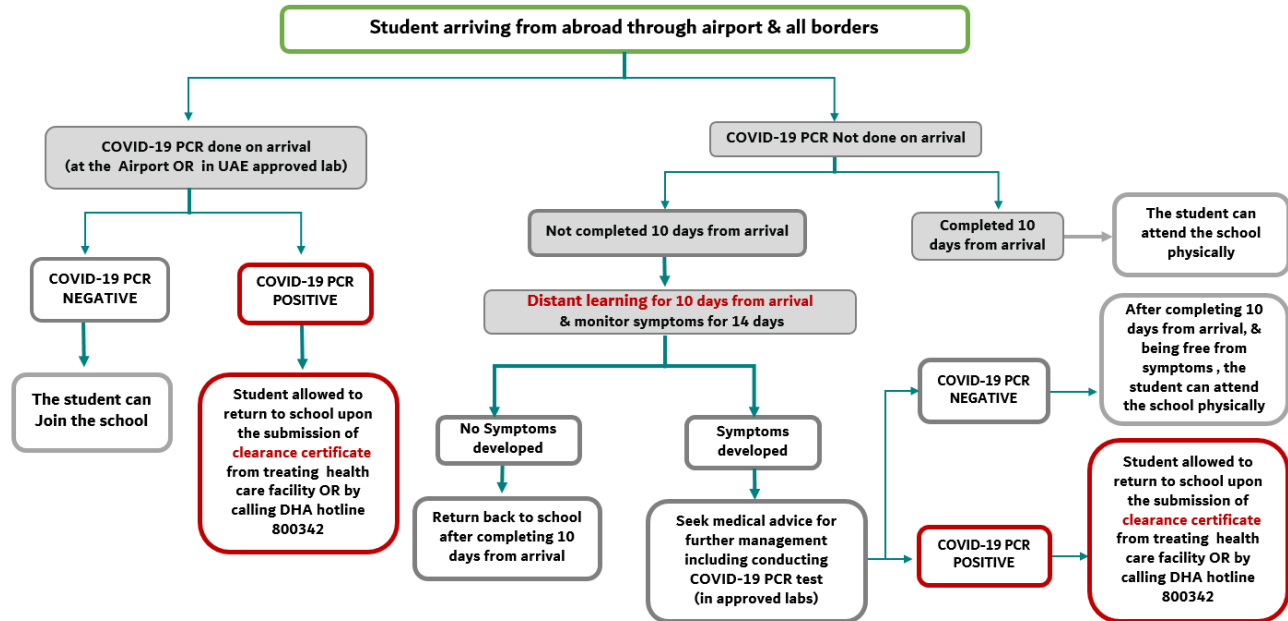 Student arriving from abroad through airport & all borders
COVID-19 PCR done on arrival
(at the Airport OR in UAE approved lab)
COVID-19 PCR Not done on arrival
COVID-19 PCR
NEGATIVE
COVID-19 PCR
POSITIVE
The student can
Join the school
Student allowed to
return to school upon
the submission of
clearance certificate
from treating health
care facility OR by
calling DHA hotline
800342
Not completed 10 days from arrival
Completed 10
days from arrival
The student can
attend the school
physically
Distant learning for 10 days from arrival
& monitor symptoms for 14 days
No Symptoms
developed
Symptoms
developed
Return back to school
after completing 10
days from arrival
Seek medical advice for
further management
including conducting
COVID-19 PCR test
(in approved labs)
COVID-19 PCR
NEGATIVE
After completing 10
days from arrival, &
being free from
symptoms , the
student can attend
the school physically
COVID-19 PCR
POSITIVE
Student allowed to
return to school upon
the submission of
clearance certificate
from treating health
care facility OR by
calling DHA hotline
800342